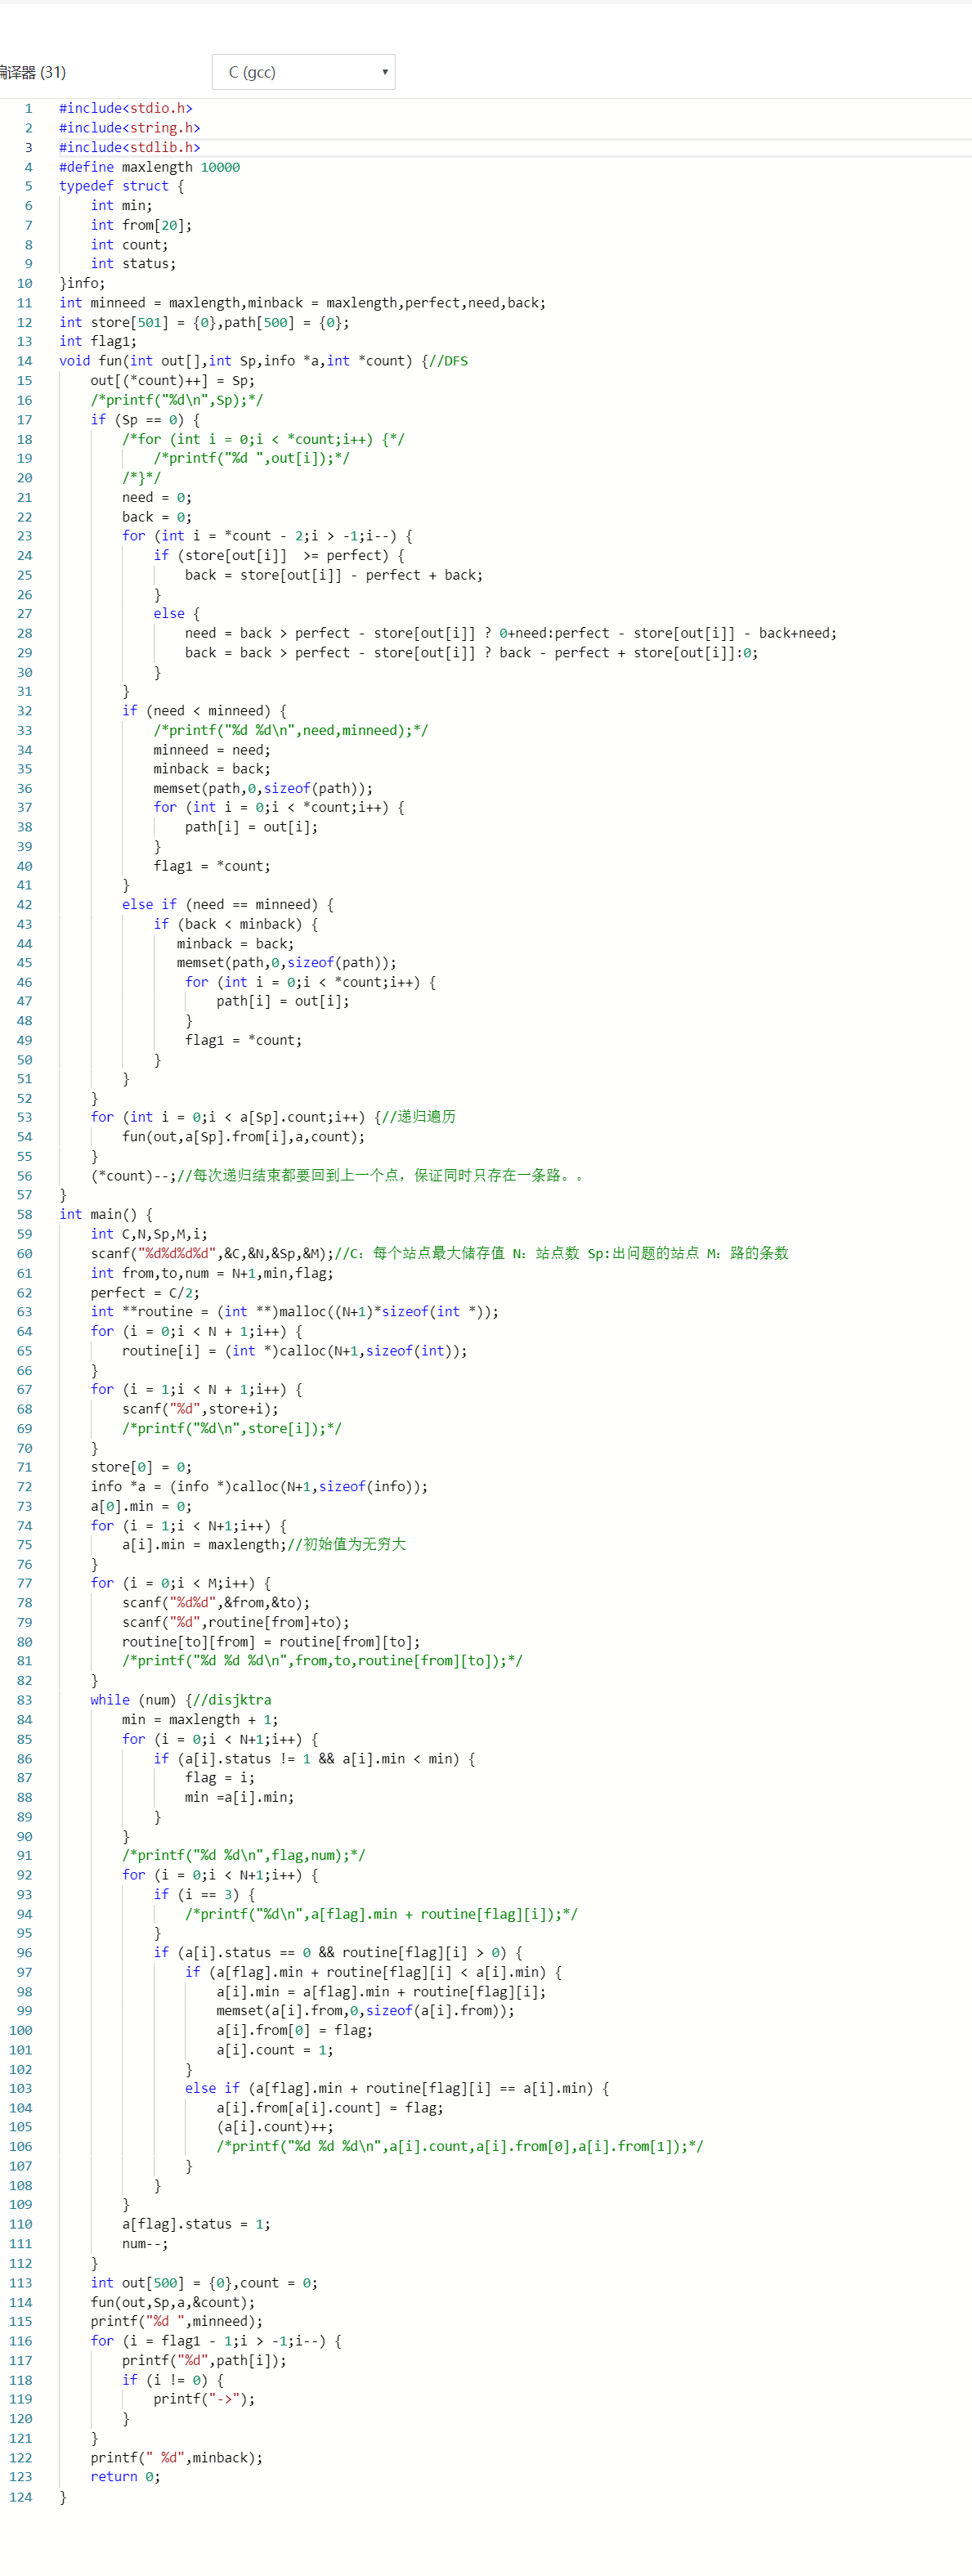 编译器 (31)
C (gcc)
1 #include<stdio.h>
2 #include<string.h>
3 #include<stdlib.h>
4 #define maxlength 10000
5 typedef struct {
6 int min;
7 int from[20];
8 int count;
9 int status;
10 }info;
11 int minneed = maxlength,minback = maxlength,perfect,need,back;
12 int store[501] = {0},path[500] = {0};
13 int flag1;
14 void fun(int out[],int Sp,info *a,int *count) {//DFS
15 out[(*count)++] = Sp;
16 /*printf("%d\n",Sp);*/
17 if (Sp == 0) {
18 /*for (int i = 0;i < *count;i++) {*/
19 /*printf("%d ",out[i]);*/
20 /*}*/
21 need = 0;
22 back = 0;
23 for (int i = *count - 2;i > -1;i--) {
24 if (store[out[i]]  >= perfect) {
25 back = store[out[i]] - perfect + back;
26 }
27 else {
28 need = back > perfect - store[out[i]] ? 0+need:perfect - store[out[i]] - back+need;
29 back = back > perfect - store[out[i]] ? back - perfect + store[out[i]]:0;
30 }
31 }
32 if (need < minneed) {
33 /*printf("%d %d\n",need,minneed);*/
34 minneed = need;
35 minback = back;
36 memset(path,0,sizeof(path));
37 for (int i = 0;i < *count;i++) {
38 path[i] = out[i];
39 }
40 flag1 = *count;
41 }
42 else if (need == minneed) {
43 if (back < minback) {
44 minback = back;
45 memset(path,0,sizeof(path));
46 for (int i = 0;i < *count;i++) {
47 path[i] = out[i];
48 }
49 flag1 = *count;
50 }
51 }
52 }
53 for (int i = 0;i < a[Sp].count;i++) {//递归遍历
54 fun(out,a[Sp].from[i],a,count);
55 }
56 (*count)--;//每次递归结束都要回到上一个点，保证同时只存在一条路。。
57 }
58 int main() {
59 int C,N,Sp,M,i;
60 scanf("%d%d%d%d",&C,&N,&Sp,&M);//C: 每个站点最大储存值 N: 站点数 Sp:出问题的站点 M: 路的条数
61 int from,to,num = N+1,min,flag;
62 perfect = C/2;
63 int **routine = (int **)malloc((N+1)*sizeof(int *));
64 for (i = 0;i < N + 1;i++) {
65 routine[i] = (int *)calloc(N+1,sizeof(int));
66 }
67 for (i = 1;i < N + 1;i++) {
68 scanf("%d",store+i);
69 /*printf("%d\n",store[i]);*/
70 }
71 store[0] = 0;
72 info *a = (info *)calloc(N+1,sizeof(info));
73 a[0].min = 0;
74 for (i = 1;i < N+1;i++) {
75 a[i].min = maxlength;//初始值为无穷大
76 }
77 for (i = 0;i < M;i++) {
78 scanf("%d%d",&from,&to);
79 scanf("%d",routine[from]+to);
80 routine[to][from] = routine[from][to];
81 /*printf("%d %d %d\n",from,to,routine[from][to]);*/
82 }
83 while (num) {//disjktra
84 min = maxlength + 1;
85 for (i = 0;i < N+1;i++) {
86 if (a[i].status != 1 && a[i].min < min) {
87 flag = i;
88 min =a[i].min;
89 }
90 }
91 /*printf("%d %d\n",flag,num);*/
92 for (i = 0;i < N+1;i++) {
93 if (i == 3) {
94 /*printf("%d\n",a[flag].min + routine[flag][i]);*/
95 }
96 if (a[i].status == 0 && routine[flag][i] > 0) {
97 if (a[flag].min + routine[flag][i] < a[i].min) {
98 a[i].min = a[flag].min + routine[flag][i];
99 memset(a[i].from,0,sizeof(a[i].from));
100 a[i].from[0] = flag;
101 a[i].count = 1;
102 }
103 else if (a[flag].min + routine[flag][i] == a[i].min) {
104 a[i].from[a[i].count] = flag;
105 (a[i].count)++;
106 /*printf("%d %d %d\n",a[i].count,a[i].from[0],a[i].from[1]);*/
107 }
108 }
109 }
110 a[flag].status = 1;
111 num--;
112 }
113 int out[500] = {0},count = 0;
114 fun(out,Sp,a,&count);
115 printf("%d ",minneed);
116 for (i = flag1 - 1;i > -1;i--) {
117 printf("%d",path[i]);
118 if (i != 0) {
119 printf("->");
120 }
121 }
122 printf(" %d",minback);
123 return 0;
124 }